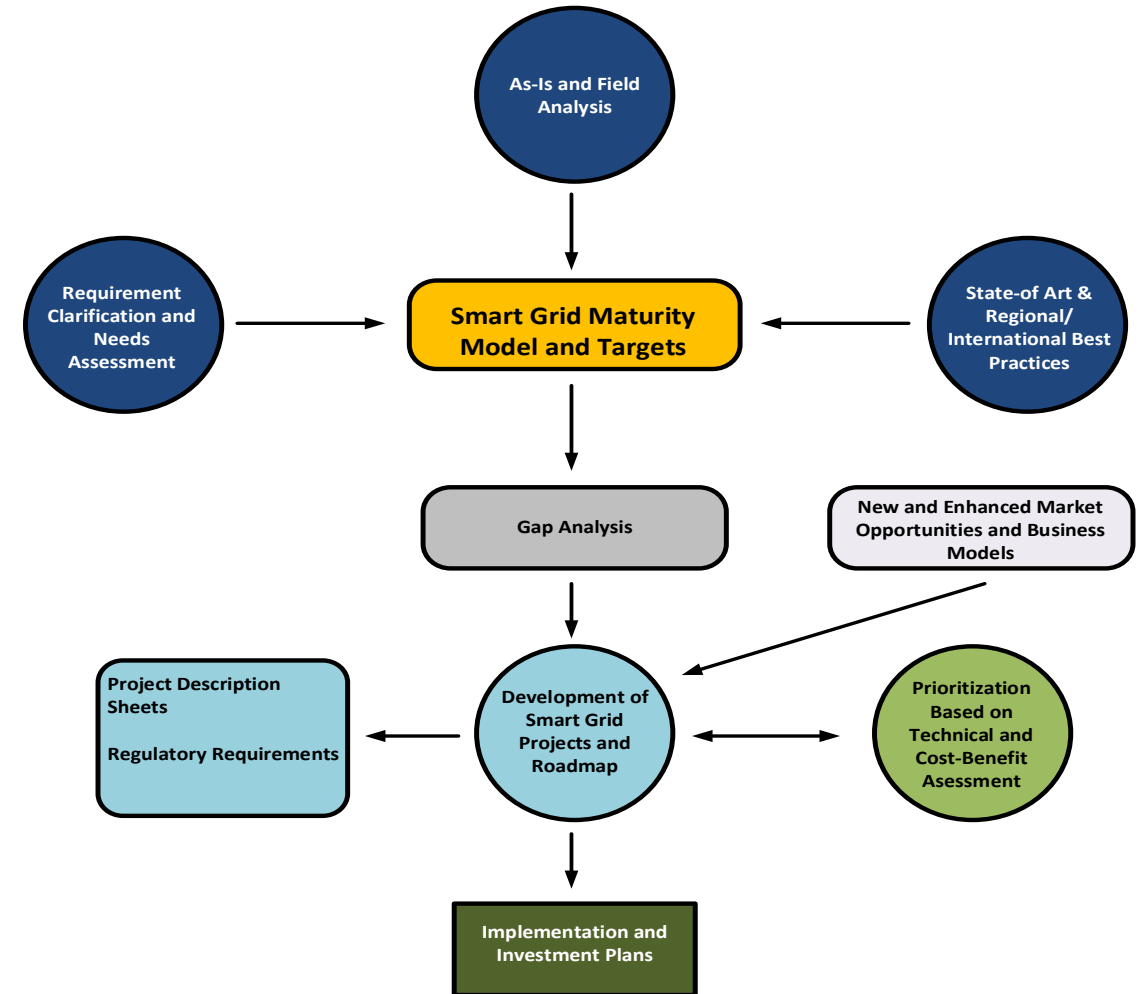 As-Is and Field
Analysis
Requirement
Clarification and
Needs
Assessment
Smart Grid Maturity
Model and Targets
State-of Art &
Regional/
International Best
Practices
Gap Analysis
New and Enhanced Market
Opportunities and Business
Models
Project Description
Sheets
Regulatory Requirements
Development of
Smart Grid
Projects and
Roadmap
Prioritization
Based on
Technical and
Cost-Benefit
Asessment
Implementation and
Investment Plans